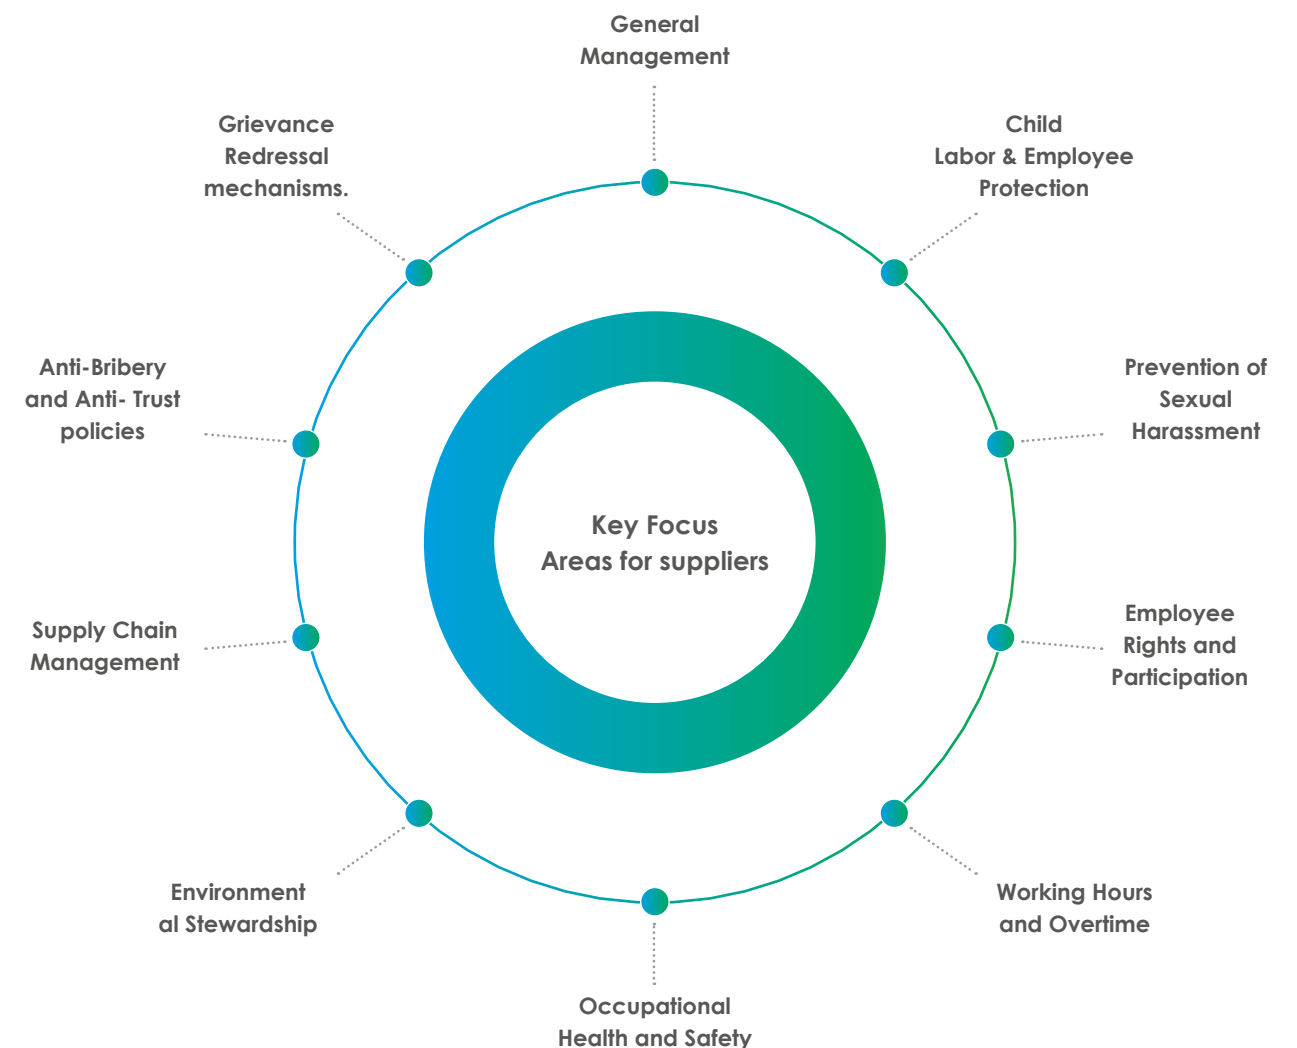 General
Management
Child
Labor & Employee
Protection
Prevention of
Sexual
Harassment
Employee
Rights and
Participation
Working Hours
and Overtime
Occupational
Health and Safety
Environment
al Stewardship
Supply Chain
Management
Anti-Bribery
and Anti- Trust
policies
Grievance
Redressal
mechanisms.
Key Focus
Areas for suppliers